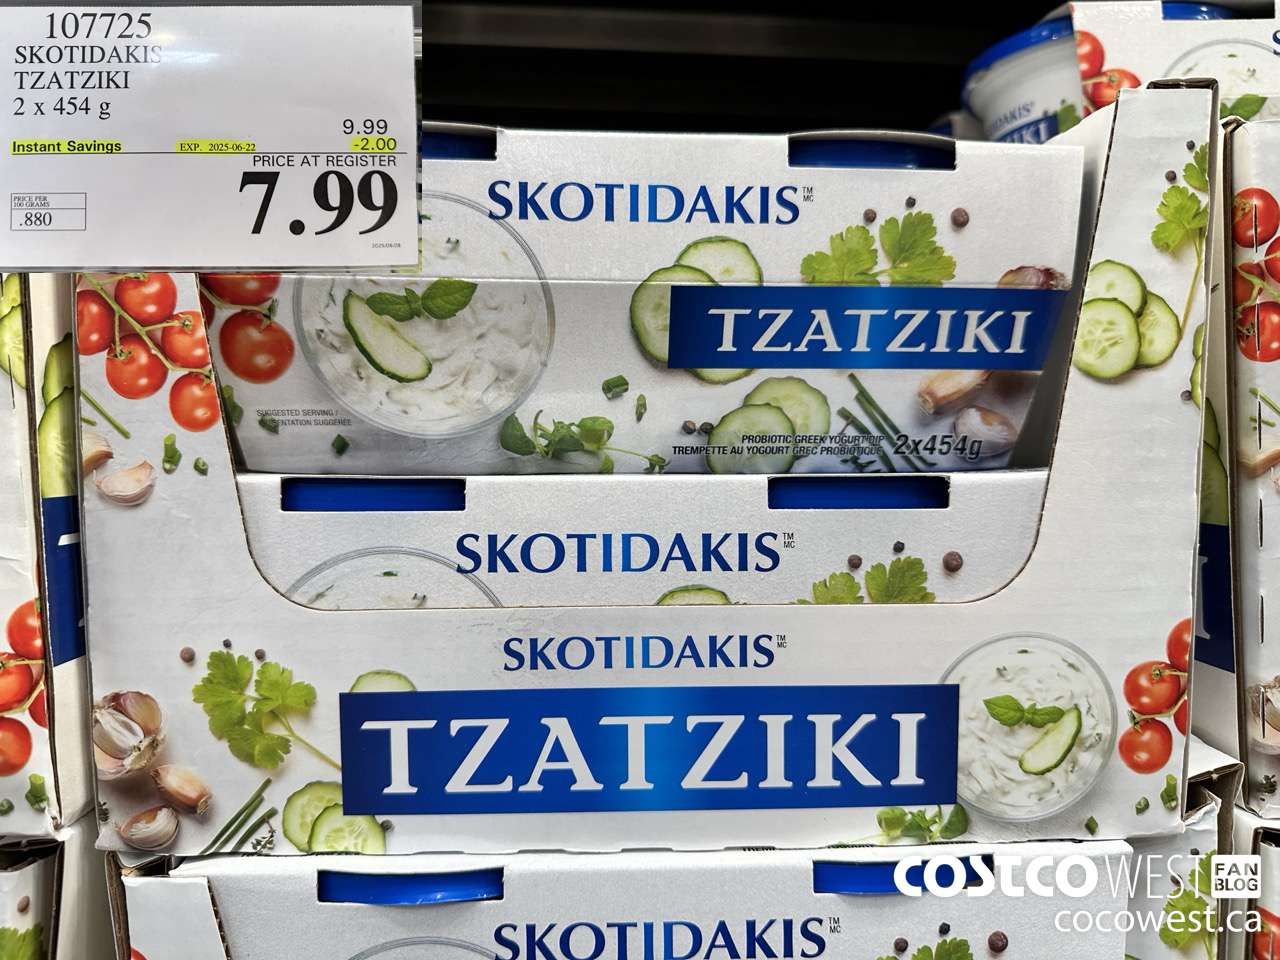 107725
SKOTIDAKIS
TZATZIKI
2 x 454 g
9.99
Instant Savings EXP. 2025-06-22 -2.00
PRICE AT REGISTER
7.99
PRICE PER
100 GRAMS
.880
SKOTIDAKIS TM MC
TZATZIKI
SUGGESTED SERVING /
PROBIOTIC GREEK YOGURT DIP
TREMPETTE AU YOGOURT GREC PROBIOTIQUE
2x454g
SKOTIDAKIS TM MC
SKOTIDAKIS TM MC
TZATZIKI
SKOTIDAKIS TM MC
COSTCO WEST FAN BLOG
cocowest.ca